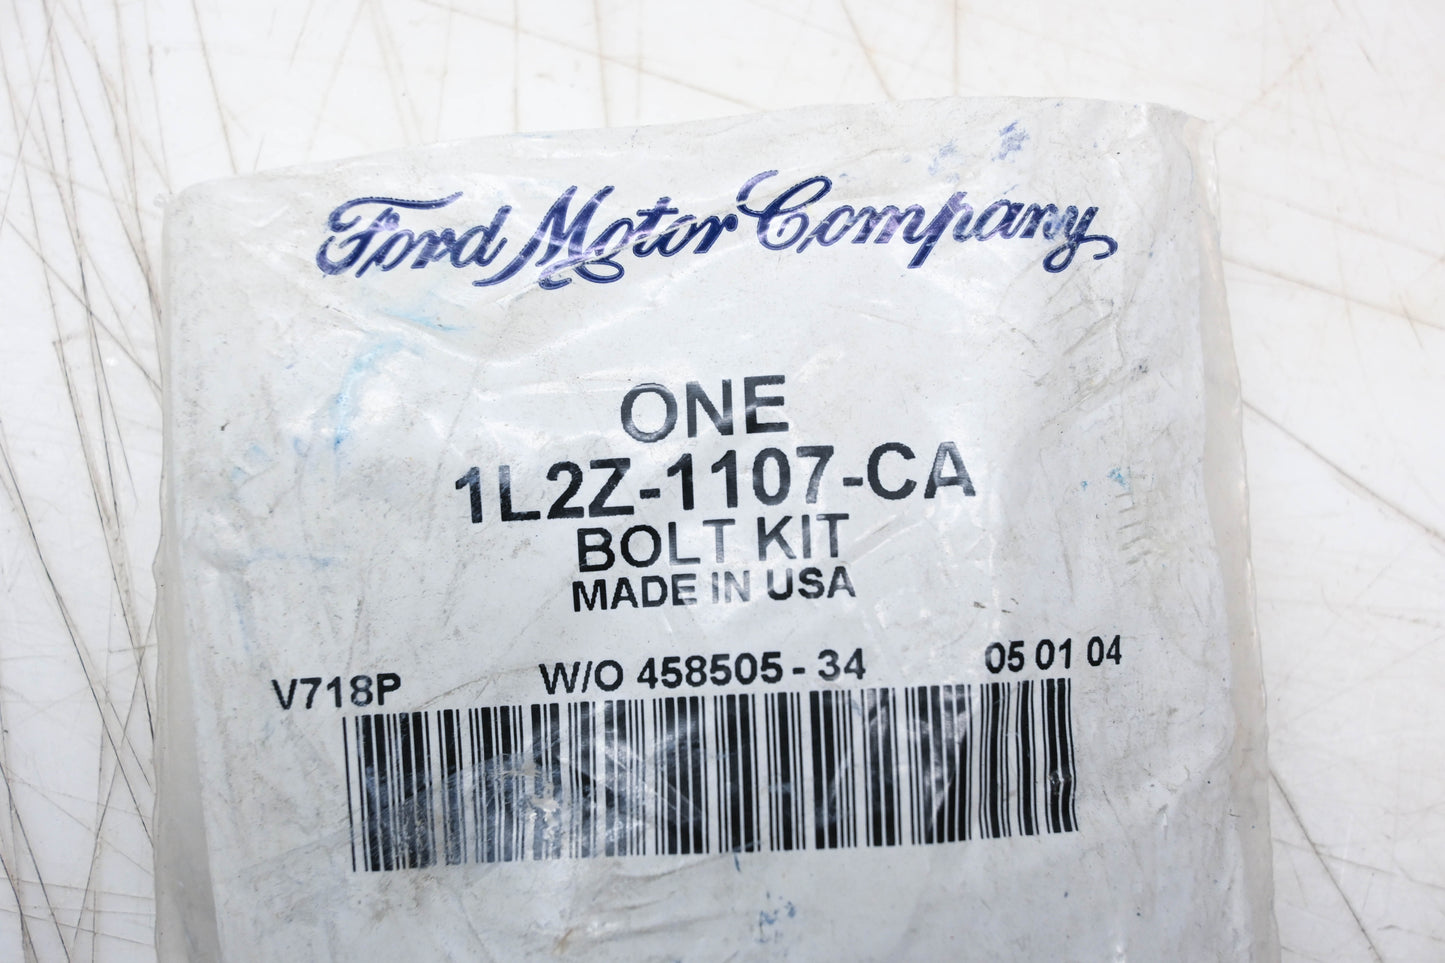 Ford Motor Company
ONE
1L2Z-1107-CA
BOLT KIT
MADE IN USA
V718P W/O 458505-34 05 01 04